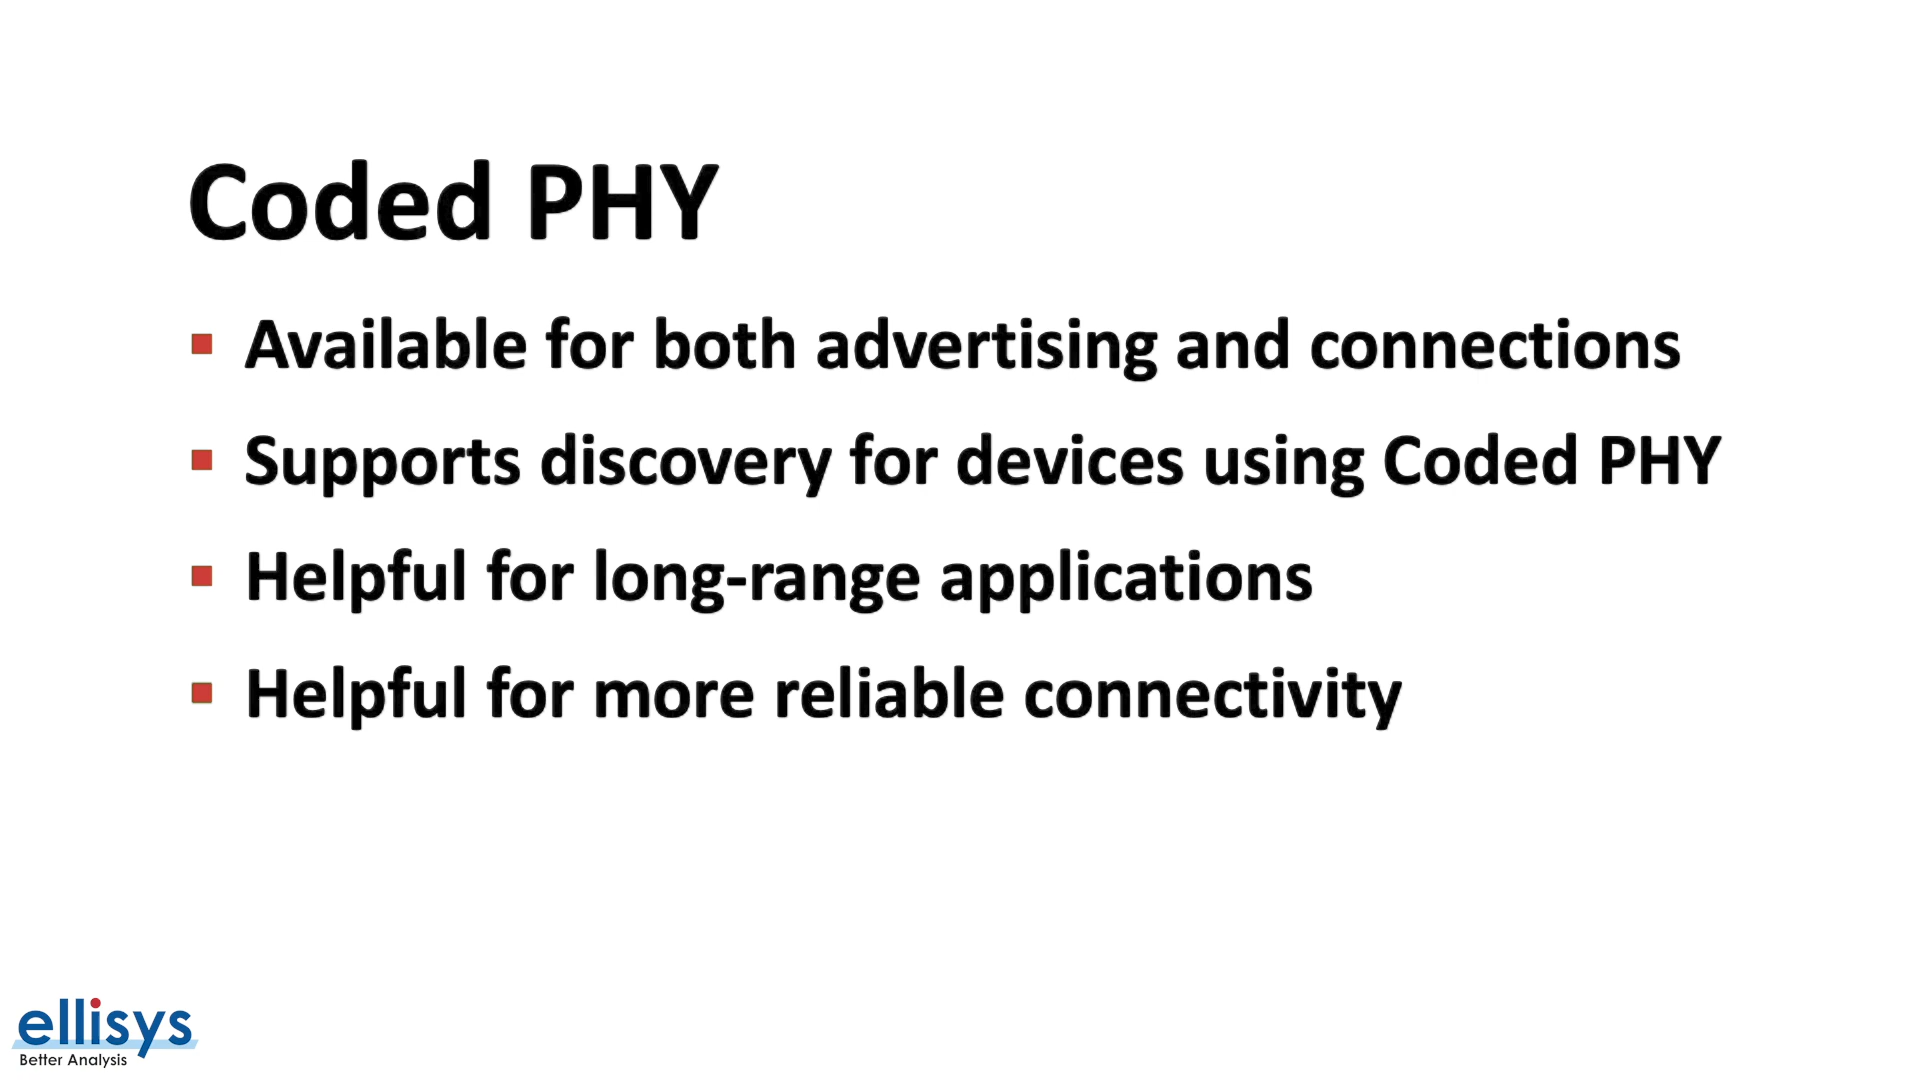 Coded PHY
Available for both advertising and connections
Supports discovery for devices using Coded PHY
Helpful for long-range applications
Helpful for more reliable connectivity
ellisys
Better Analysis